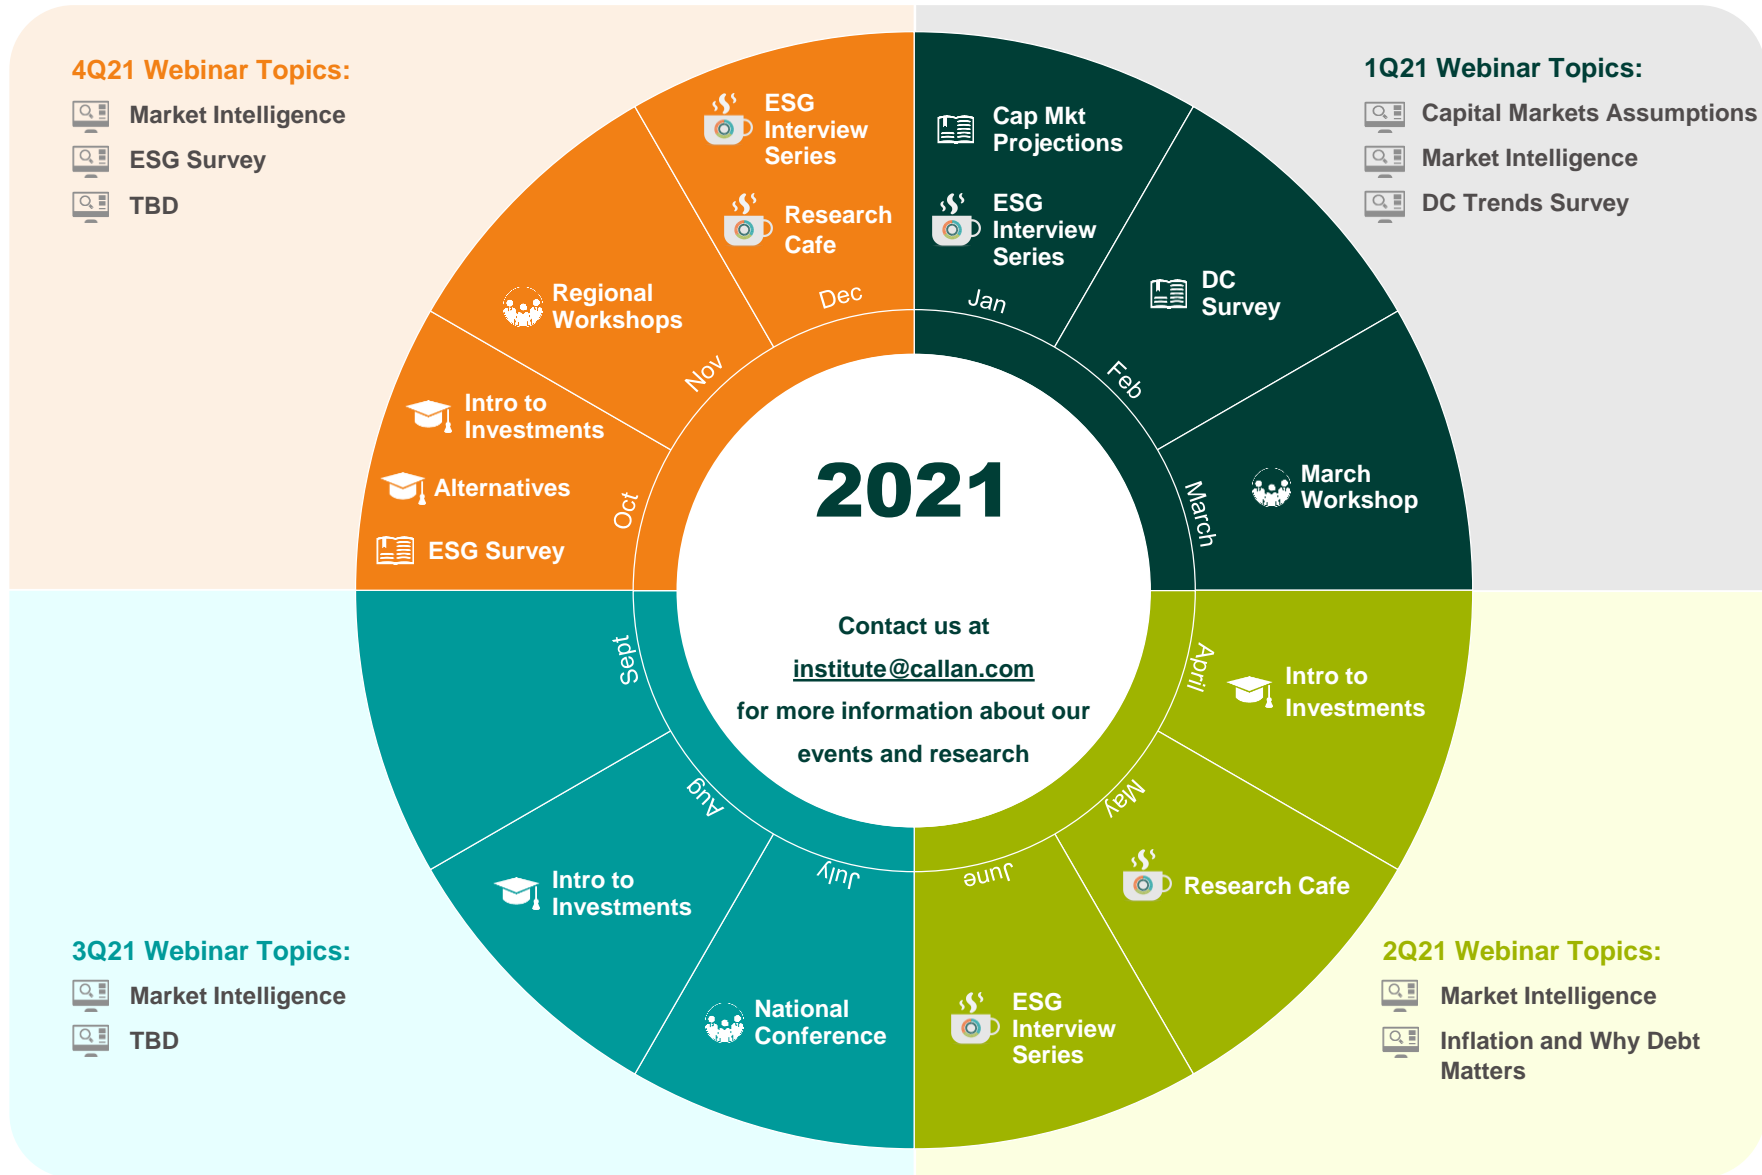 4Q21 Webinar Topics:
Market Intelligence
ESG Survey
TBD
1Q21 Webinar Topics:
Capital Markets Assumptions
Market Intelligence
DC Trends Survey
Cap Mkt
Projections
ESG
Interview
Series
Jan
DC
Survey
Feb
March
Workshop
March
Intro to
Investments
April
Research Cafe
May
ESG
Interview
Series
June
National
Conference
July
Intro to
Investments
Aug
Sept
Intro to
Investments
Alternatives
ESG Survey
Oct
Regional
Workshops
Nov
ESG
Interview
Series
Research
Cafe
Dec
2021
Contact us at
institute@callan.com
for more information about our
events and research
3Q21 Webinar Topics:
Market Intelligence
TBD
2Q21 Webinar Topics:
Market Intelligence
Inflation and Why Debt
Matters